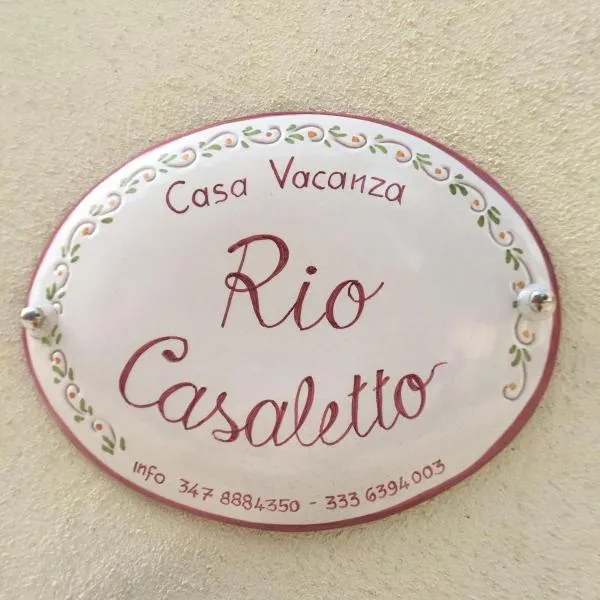 Casa Vacanza
Rio
Casaletto
info 347 8884350 - 333 6394003